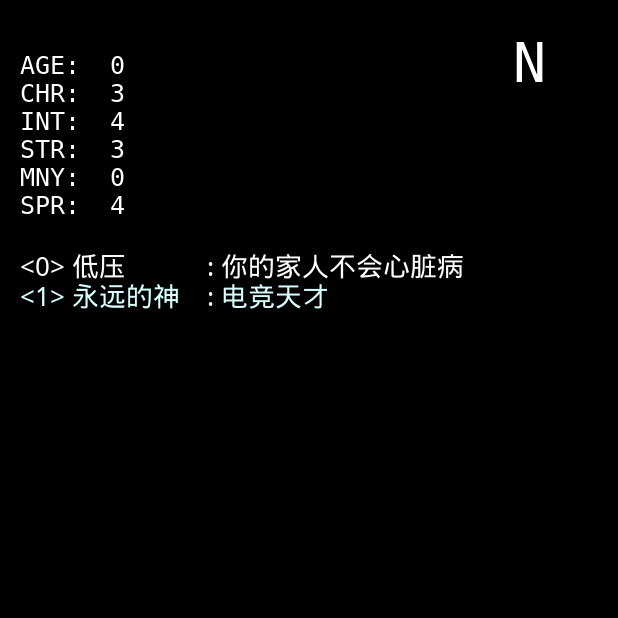 N
AGE: 0
CHR: 3
INT: 4
STR: 3
MNY: 0
SPR: 4
<0> 低压 : 你的家人不会心脏病
<1> 永远的神 : 电竞天才